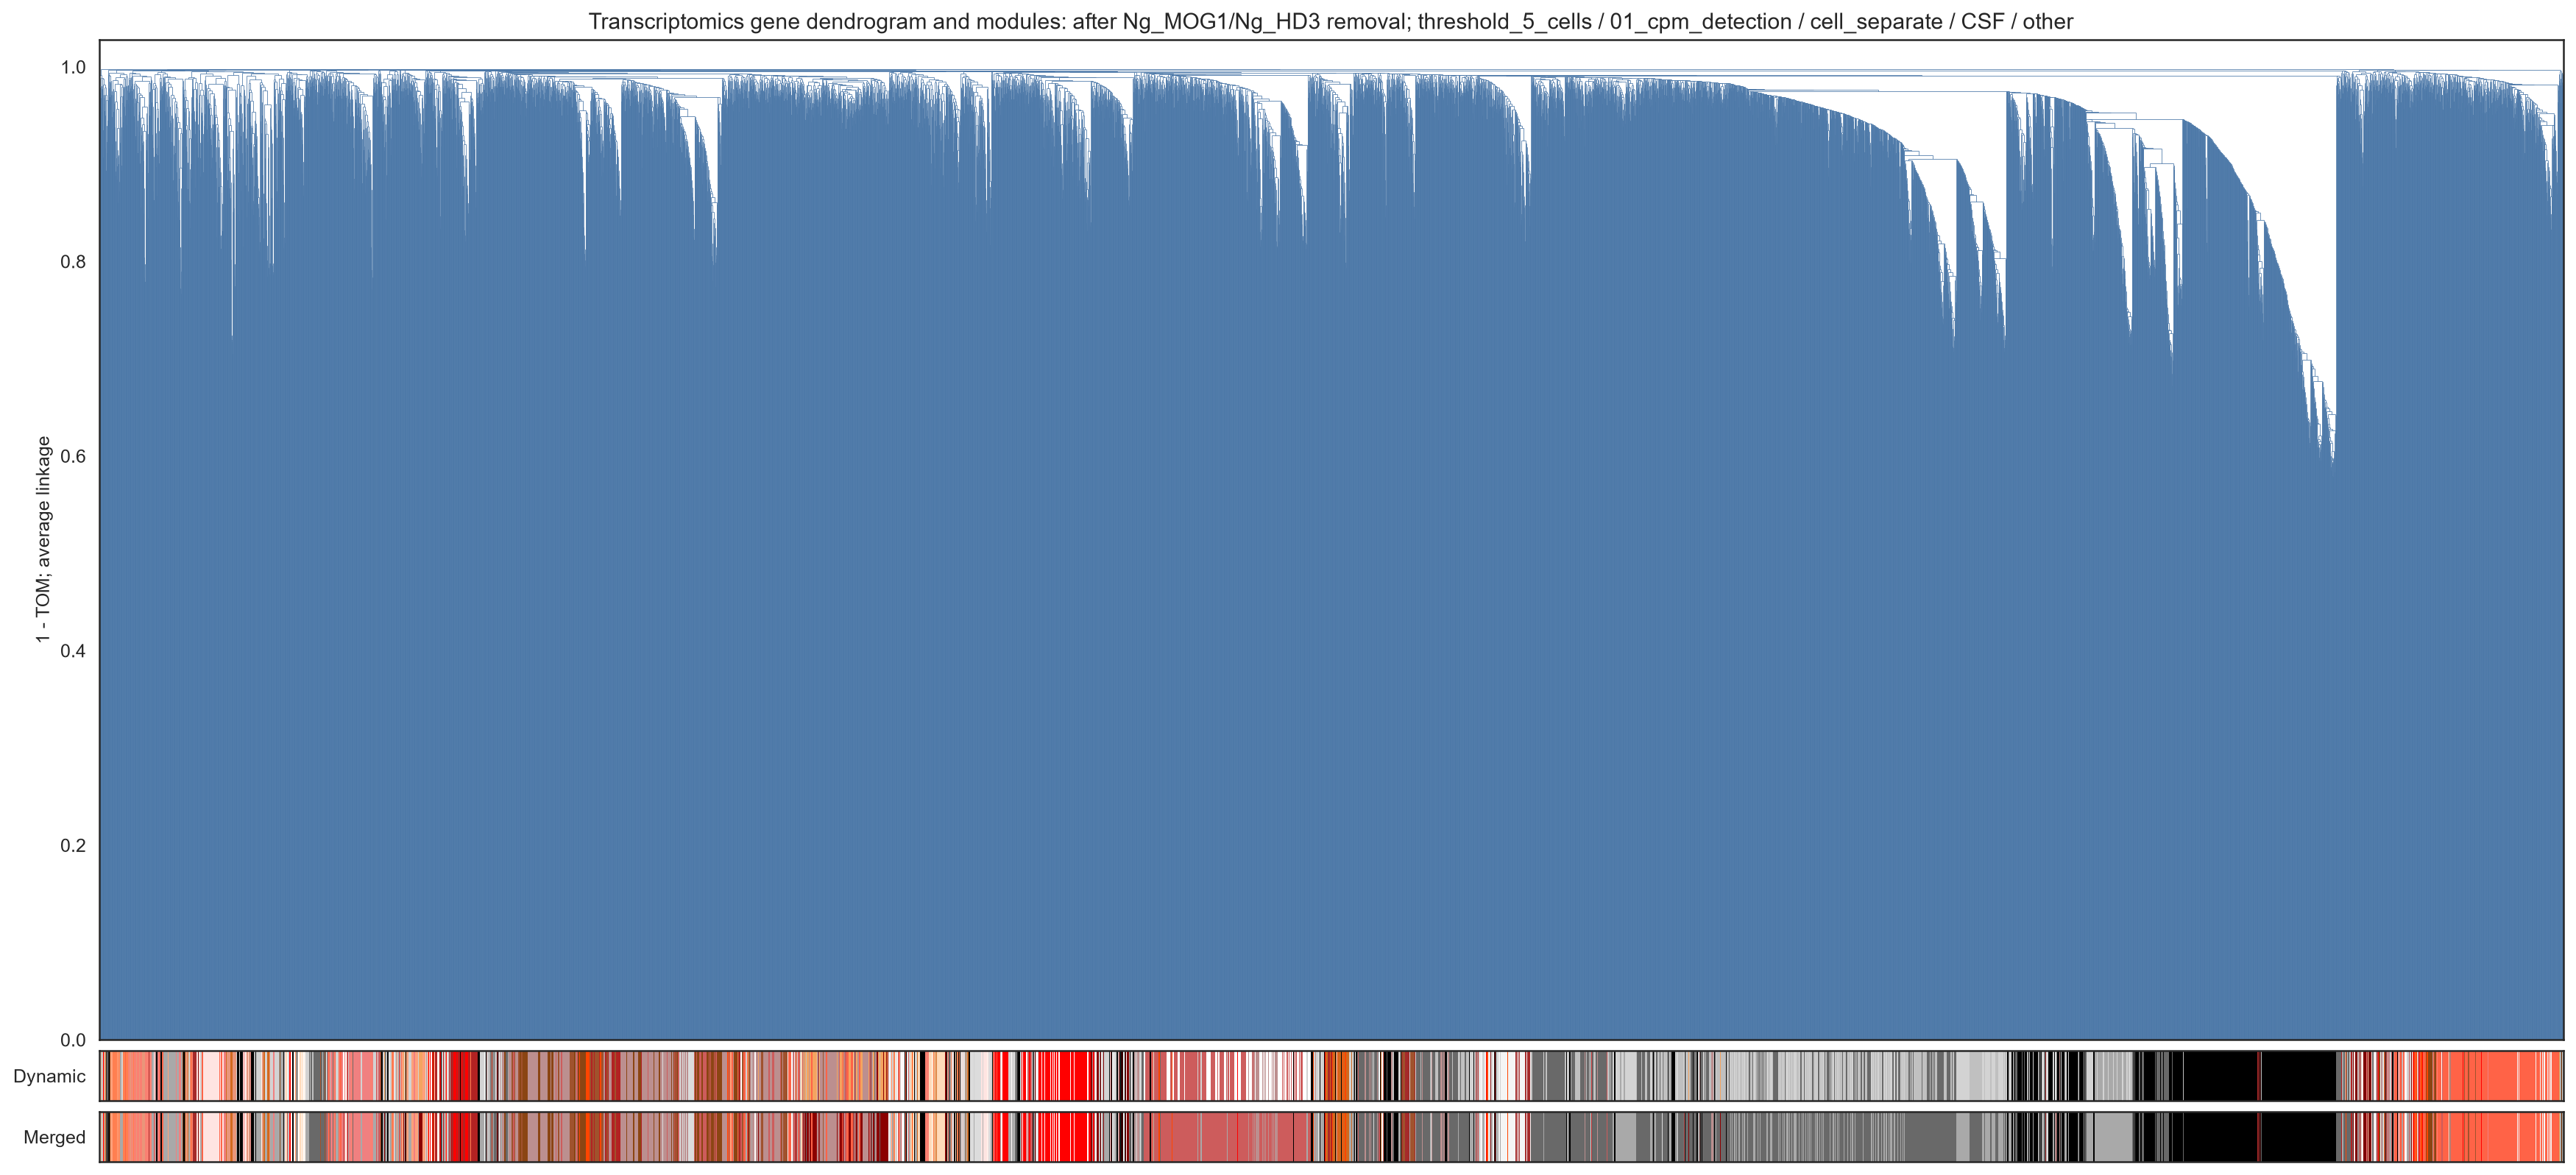 Transcriptomics gene dendrogram and modules: after Ng_MOG1/Ng_HD3 removal; threshold_5_cells / 01_cpm_detection / cell_separate / CSF / other
1.0
0.8
0.6
0.4
0.2
0.0
1 - TOM; average linkage
Dynamic
Merged